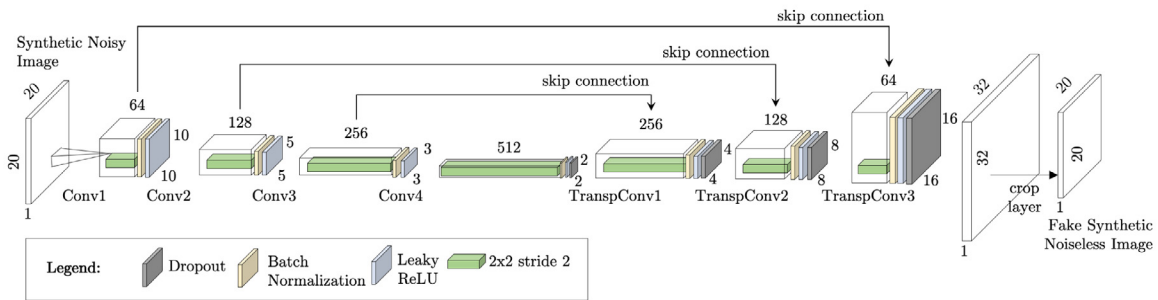 skip connection
skip connection
skip connection
Synthetic Noisy
Image
20
20
1
64
10
10
128
5
5
256
3
3
512
2
2
256
4
4
128
8
8
64
16
16
32
32
1
20
20
1
Conv1
Conv2
Conv3
Conv4
TranspConv1
TranspConv2
TranspConv3
crop
layer
Fake Synthetic
Noiseless Image
Legend:
Dropout
Batch
Normalization
Leaky
ReLU
2x2 stride 2